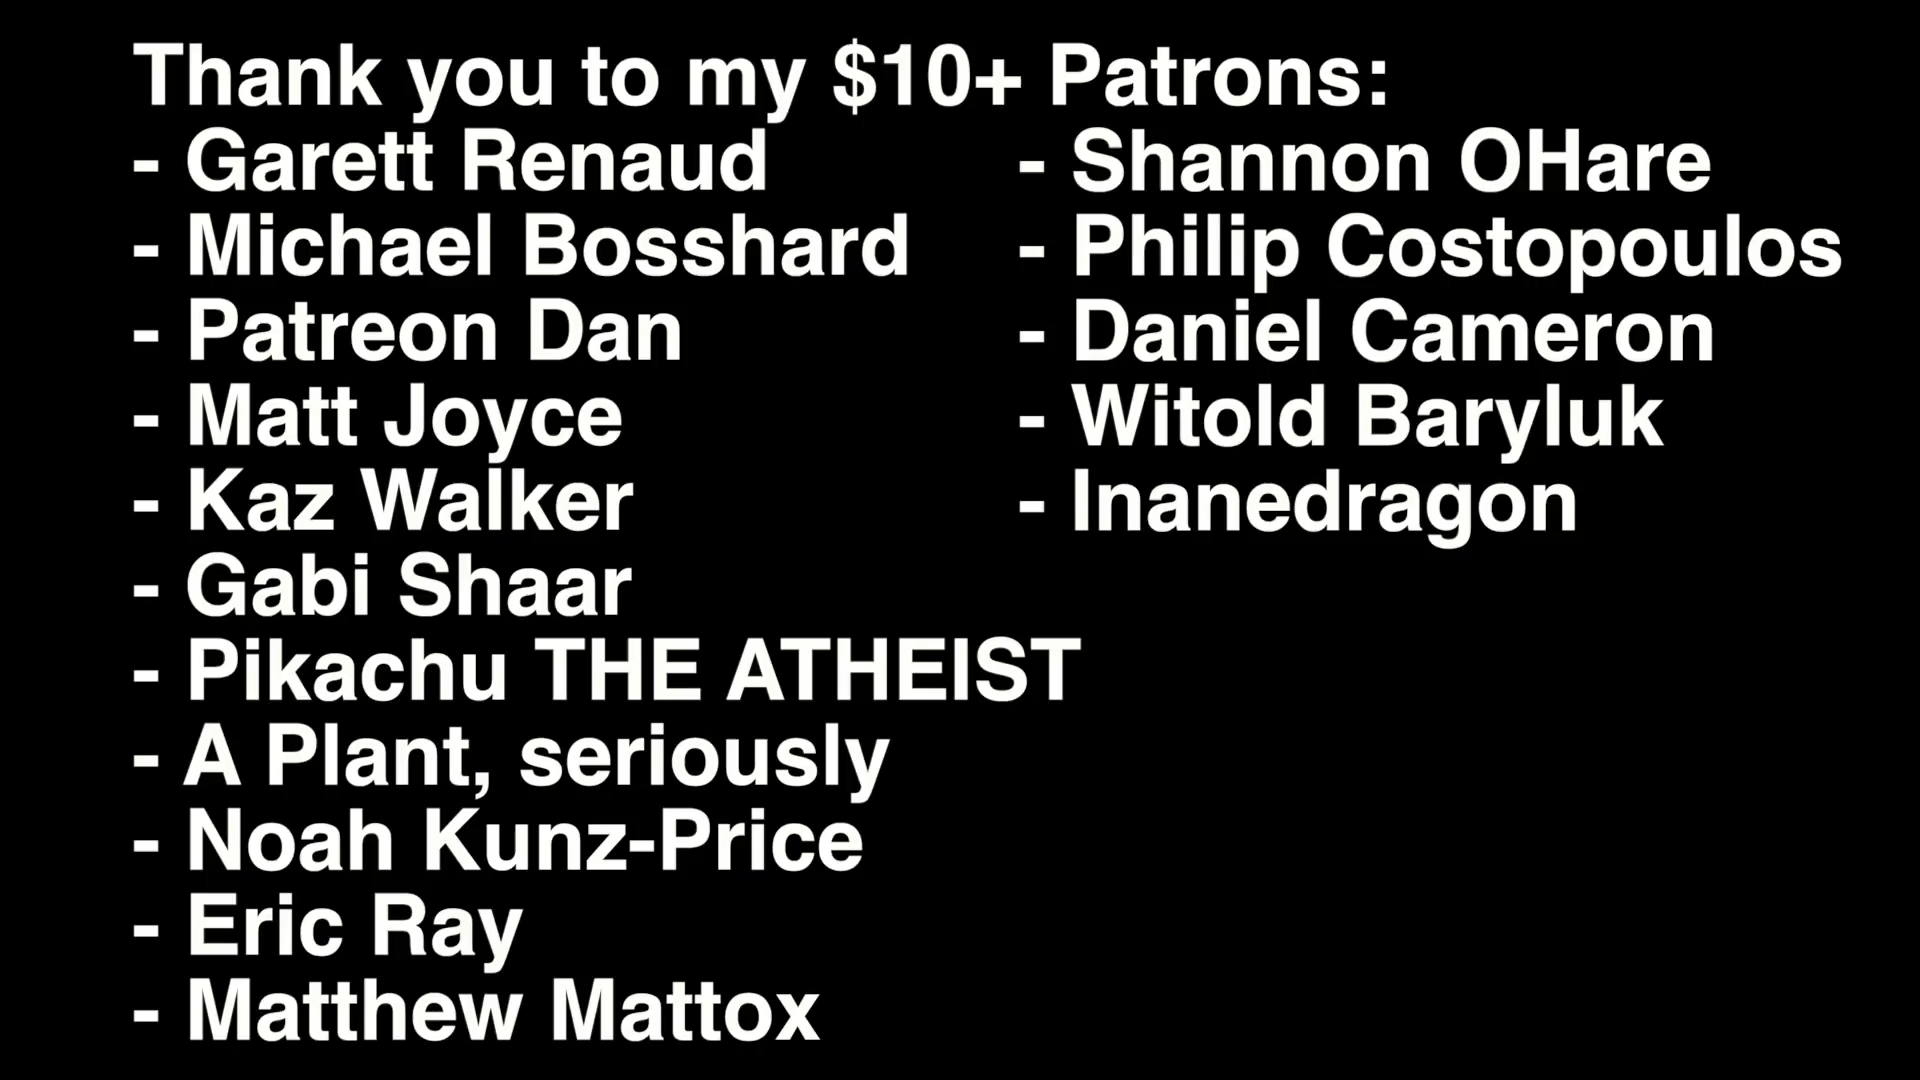 Thank you to my $10+ Patrons:
- Garett Renaud
- Michael Bosshard
- Patreon Dan
- Matt Joyce
- Kaz Walker
- Gabi Shaar
- Pikachu THE ATHEIST
- A Plant, seriously
- Noah Kunz-Price
- Eric Ray
- Matthew Mattox
- Shannon OHare
- Philip Costopoulos
- Daniel Cameron
- Witold Baryluk
- Inanedragon